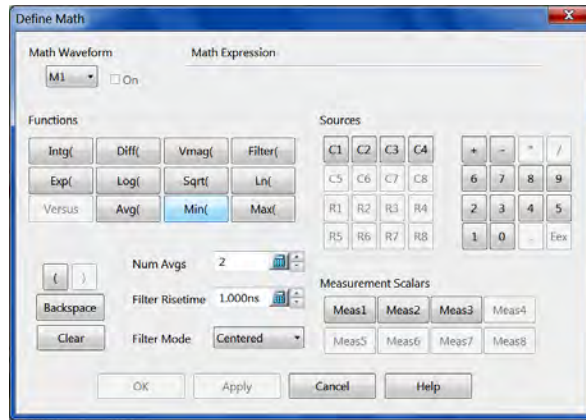 Define Math
Math Waveform Math Expression
M1 On
Functions Sources
Intg( Diff( Vmag( Filter( C1 C2 C3 C4 + - * /
Exp( Log( Sqrt( Ln( C5 C6 C7 C8 6 7 8 9
Versus Avg( Min( Max( R1 R2 R3 R4 2 3 4 5
R5 R6 R7 R8 1 0 . Eex
( ) Num Avgs 2
Measurement Scalars
Backspace Filter Risetime 1.000ns Meas1 Meas2 Meas3 Meas4
Clear Filter Mode Centered Meas5 Meas6 Meas7 Meas8
OK Apply Cancel Help